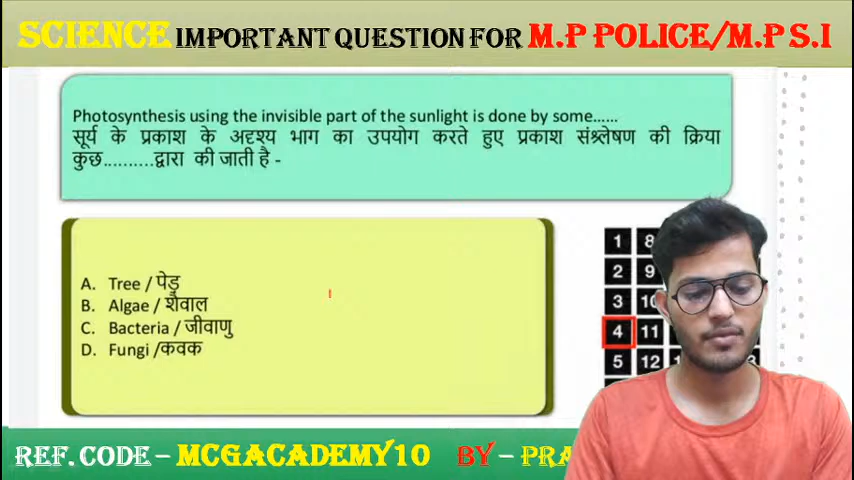 SCIENCE IMPORTANT QUESTION FOR M.P POLICE/M.P S.I
Photosynthesis using the invisible part of the sunlight is done by some......
सूर्य के प्रकाश के अदृश्य भाग का उपयोग करते हुए प्रकाश संश्लेषण की क्रिया
कुछ..........द्वारा की जाती है -
A. Tree / पेड़
B. Algae / शैवाल
C. Bacteria / जीवाणु
D. Fungi /कवक
1 8
2 9
3 10
4 11
5 12
REF. CODE – MCGACADEMY10 BY –